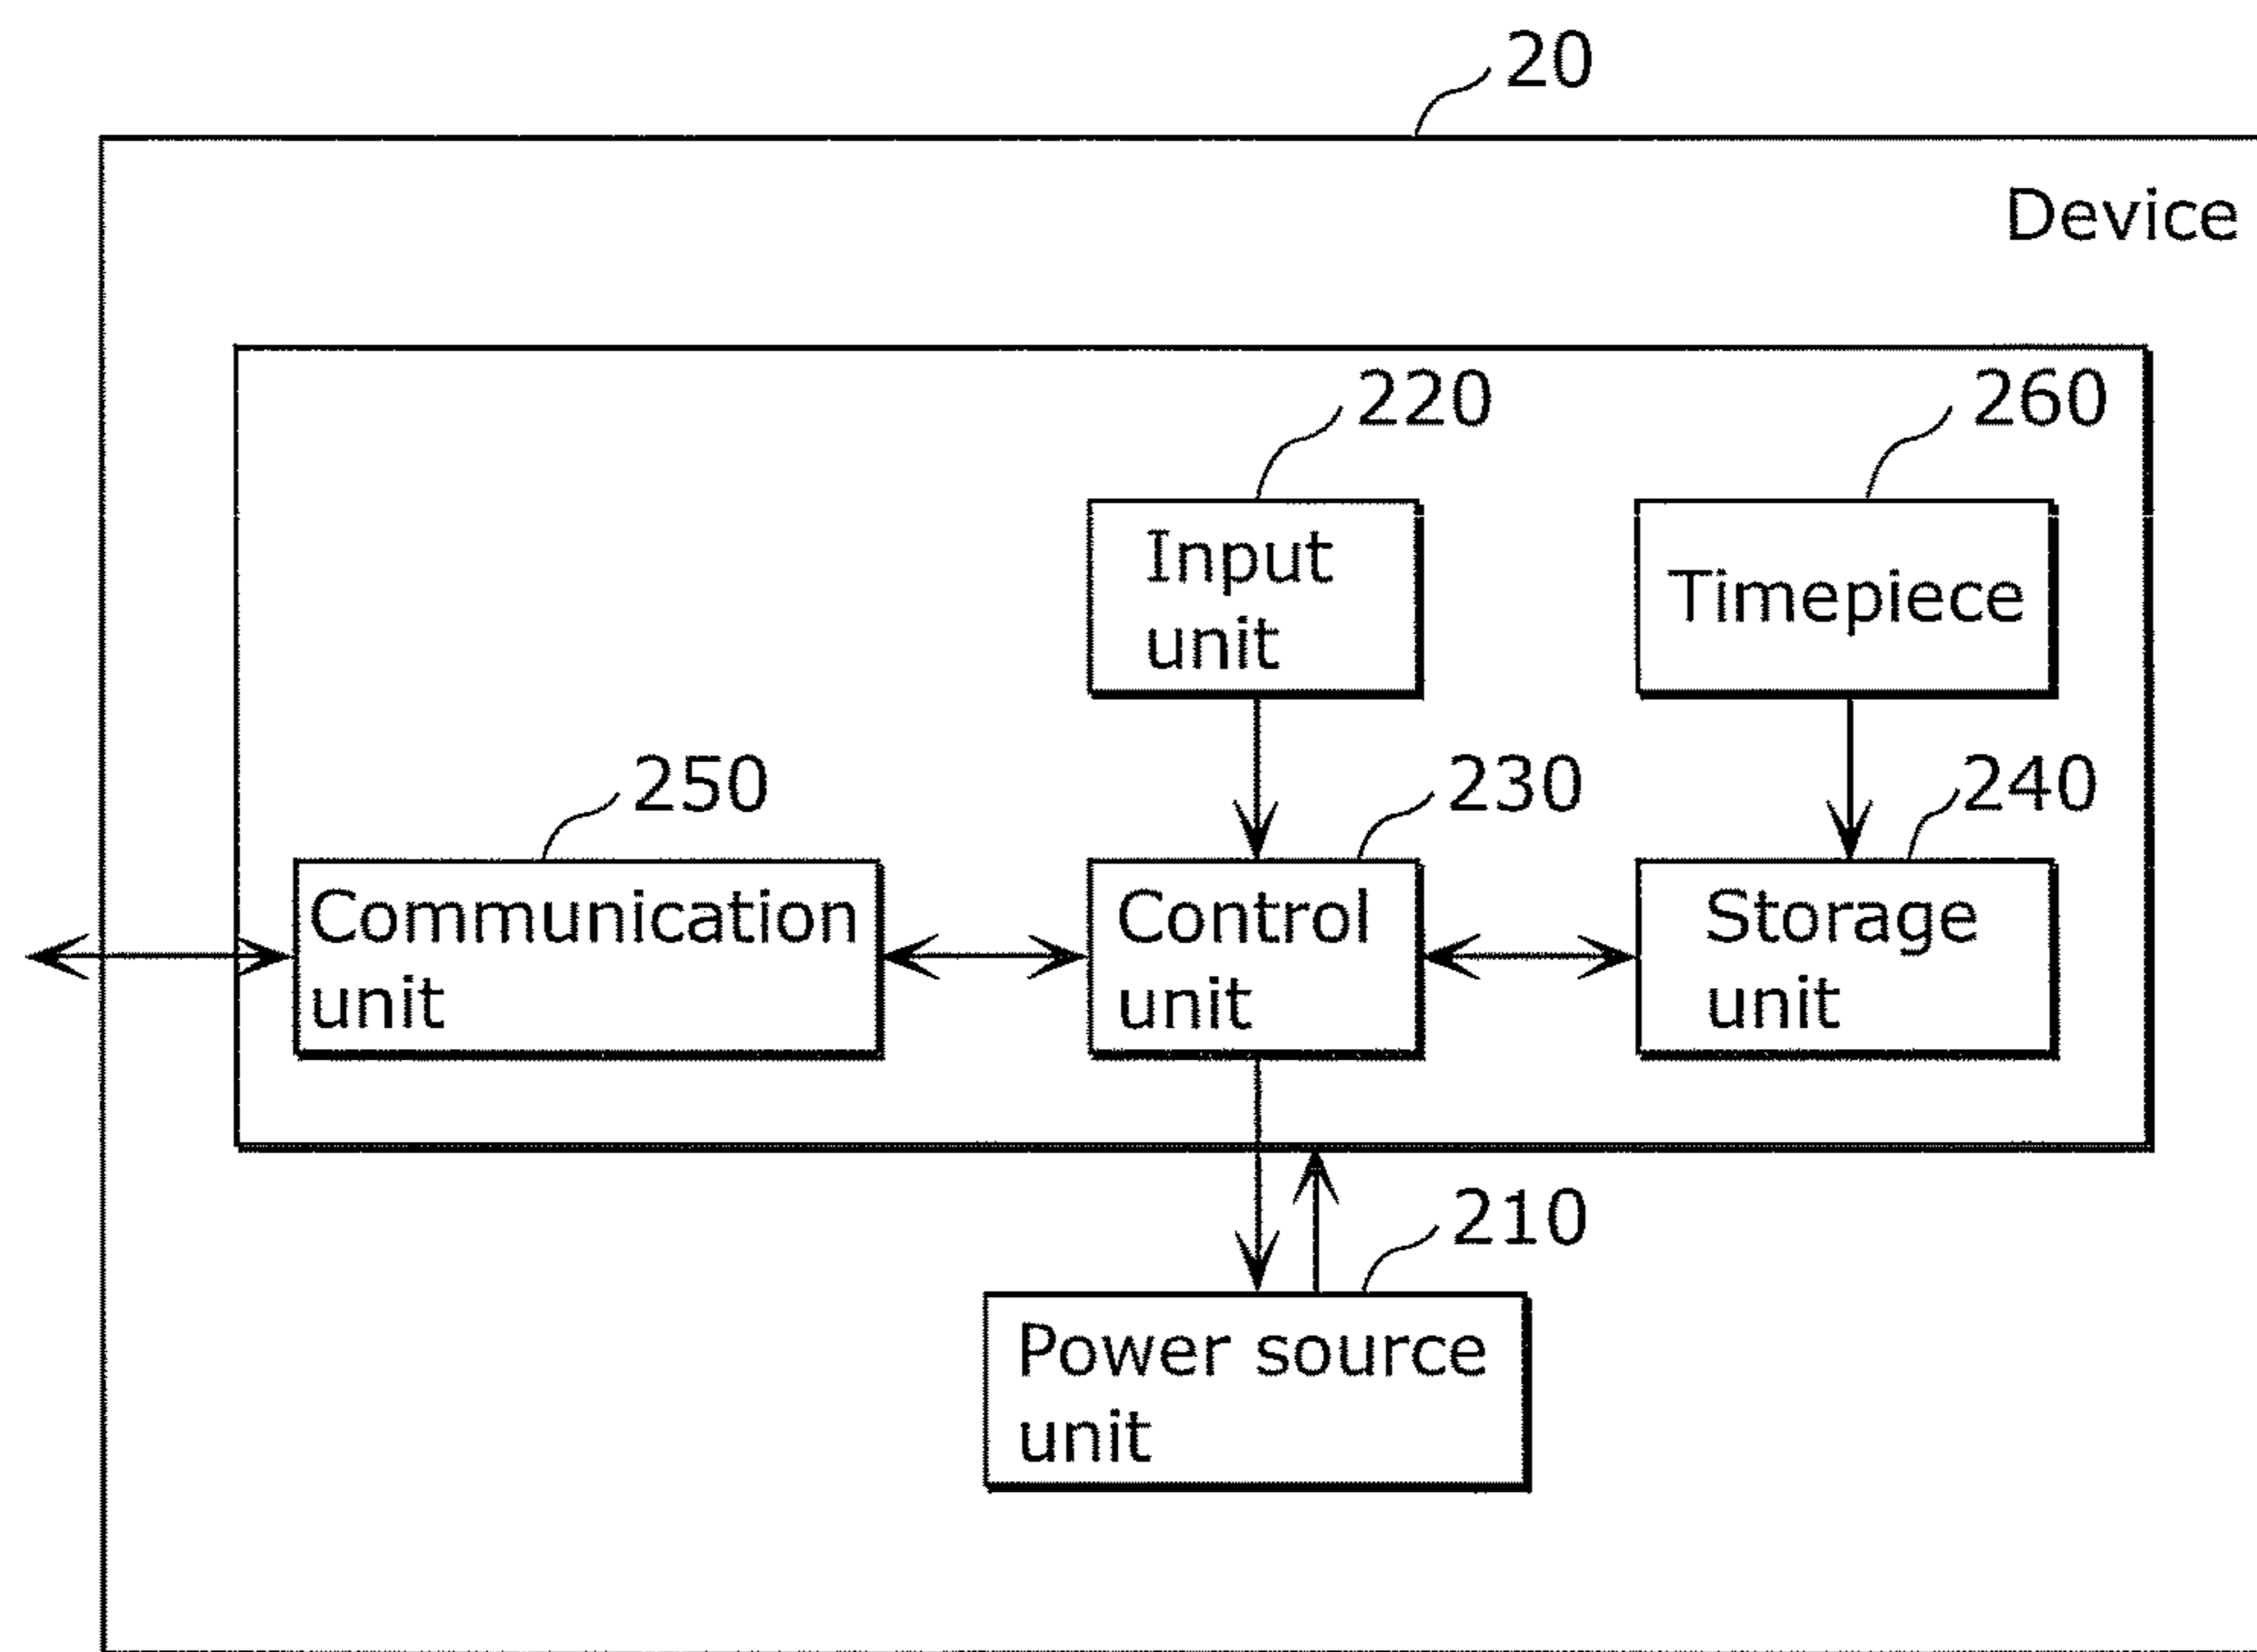 20
Device
220
260
Input
unit
Timepiece
250
230
240
Communication
unit
Control
unit
Storage
unit
210
Power source
unit